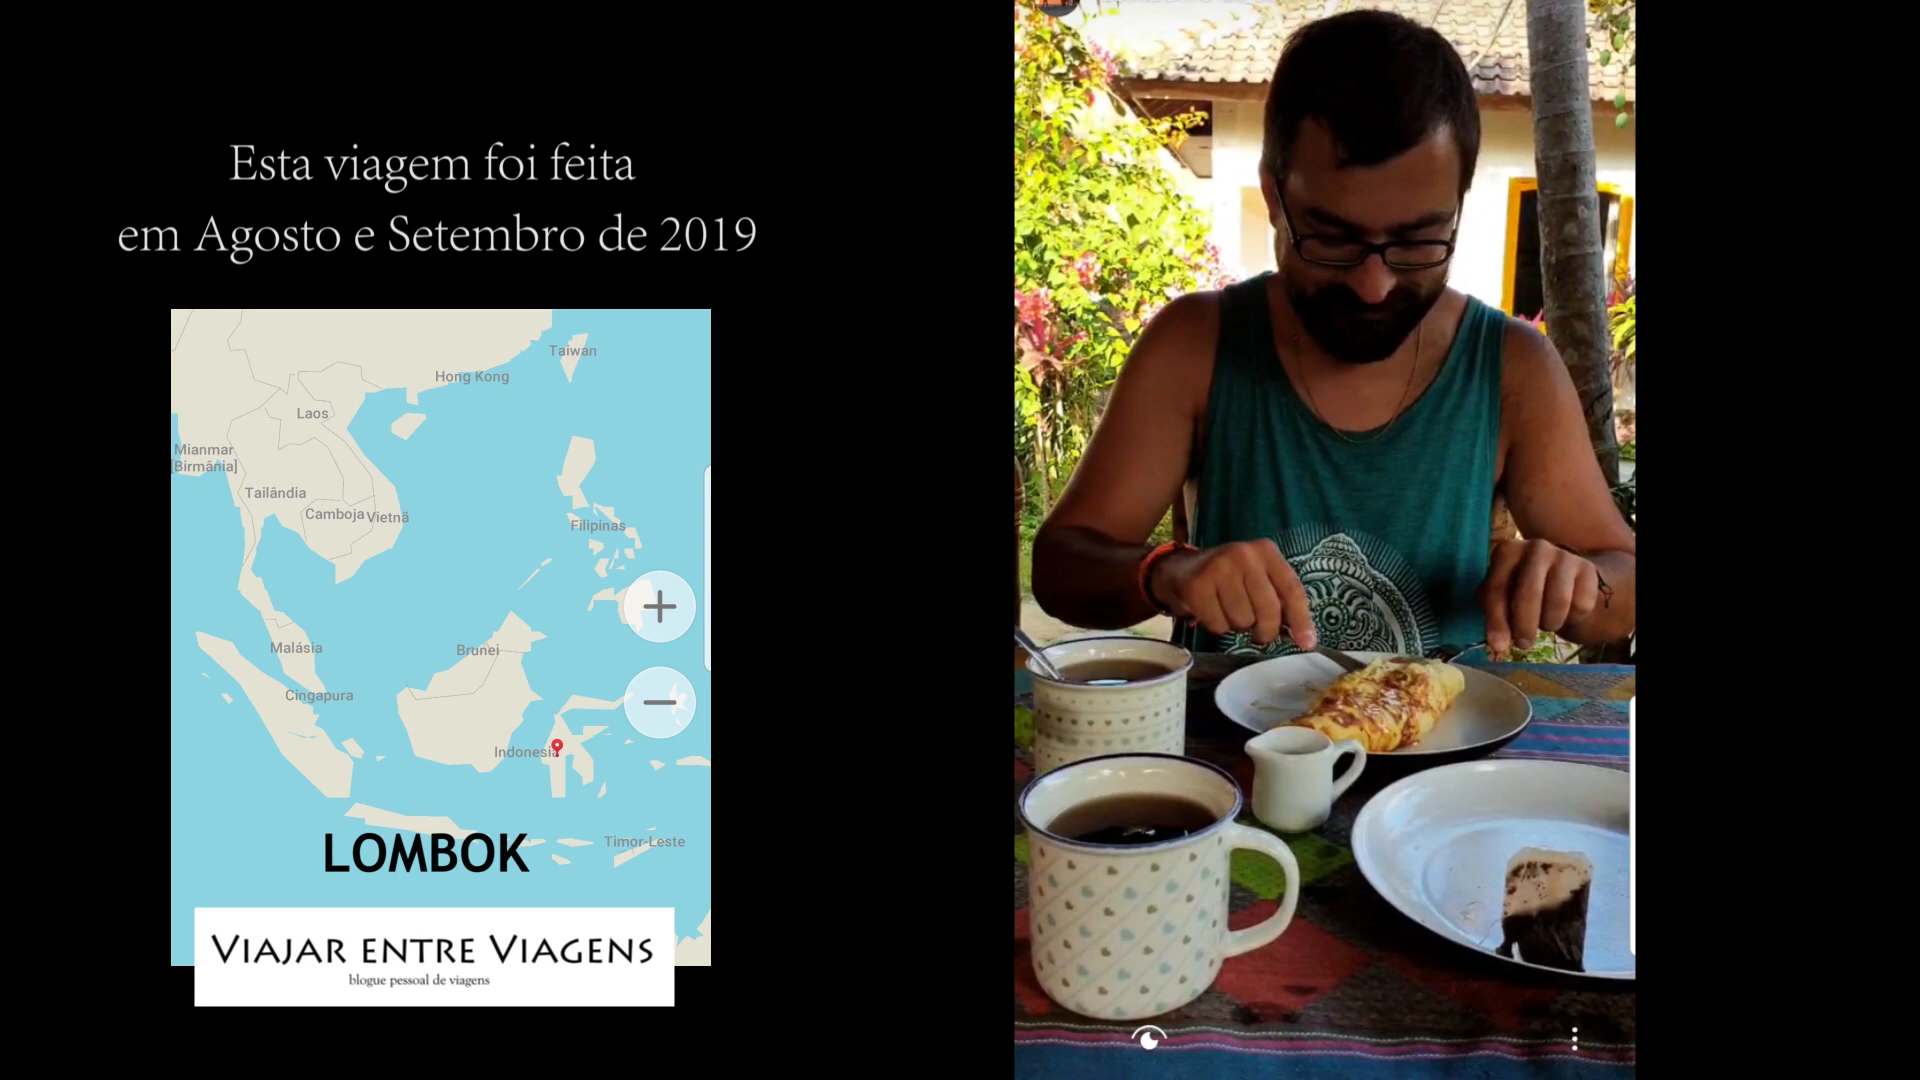 Esta viagem foi feita
em Agosto e Setembro de 2019
Taiwan
Hong Kong
Laos
Mianmar
[Birmânia]
Tailândia
Camboja
Vietnã
Filipinas
Malásia
Brunei
Cingapura
Indonesia
Timor-Leste
LOMBOK
VIAJAR ENTRE VIAGENS
blogue pessoal de viagens